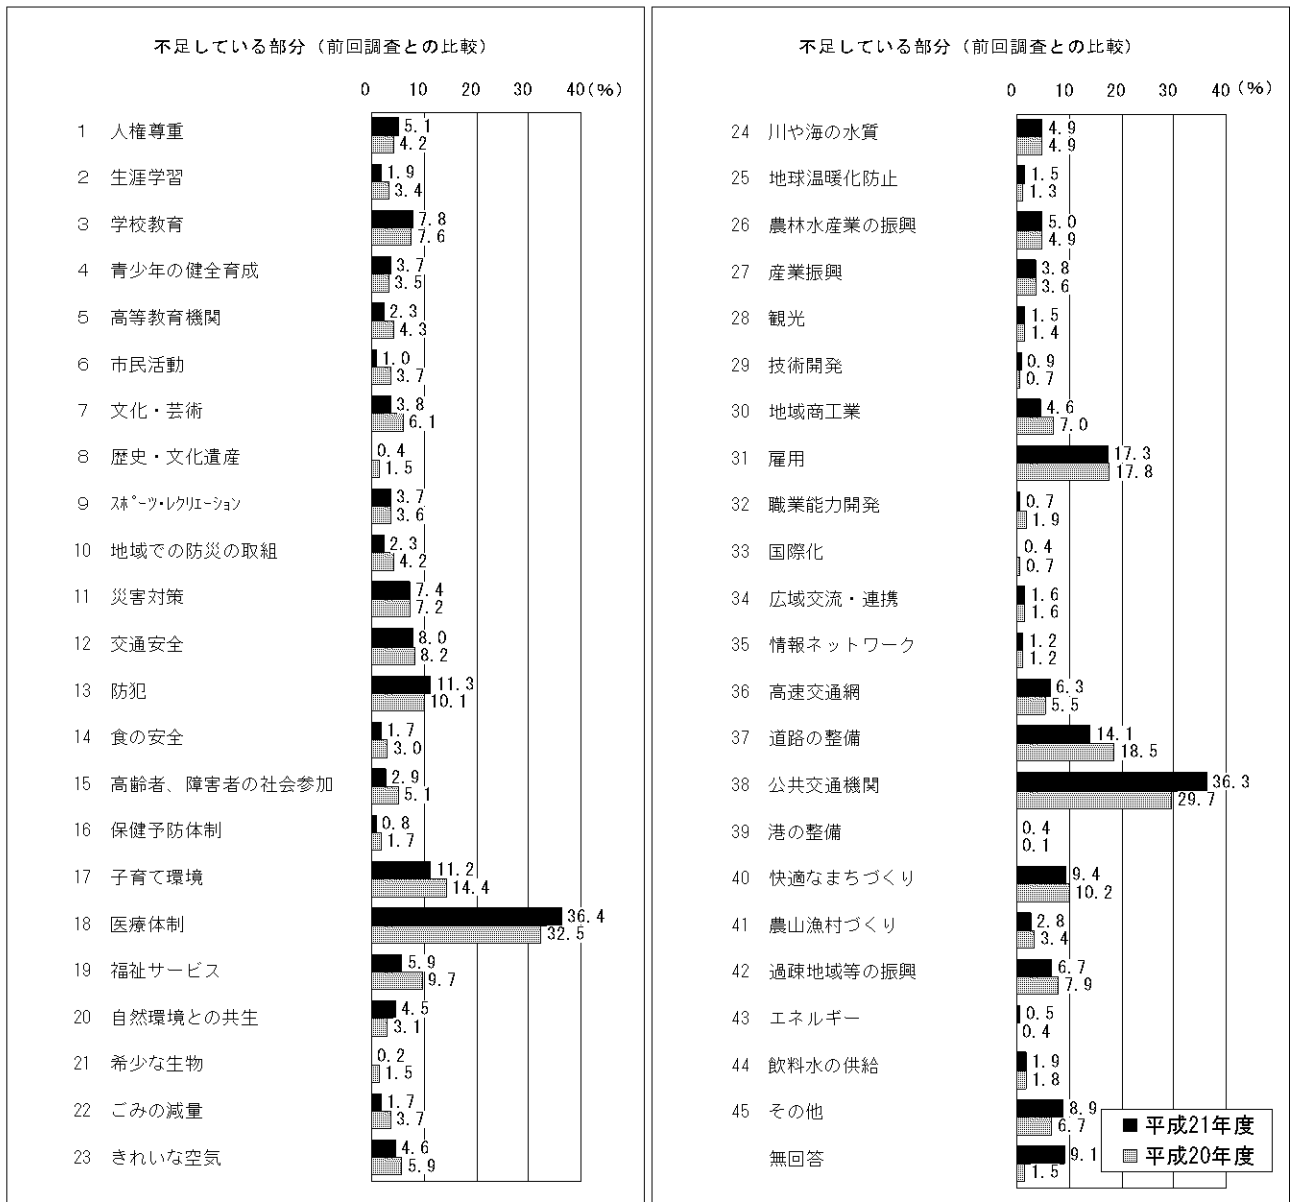 不足している部分（前回調査との比較）
0 10 20 30 40(%)
1 人権尊重 5.1
4.2
2 生涯学習 1.9
3.4
3 学校教育 7.8
7.6
4 青少年の健全育成 3.7
3.5
5 高等教育機関 2.3
4.3
6 市民活動 1.0
3.7
7 文化・芸術 3.8
6.1
8 歴史・文化遺産 0.4
1.5
9 ｽﾎﾟｰﾂ･ﾚｸﾘｴｰｼｮﾝ 3.7
3.6
10 地域での防災の取組 2.3
4.2
11 災害対策 7.4
7.2
12 交通安全 8.0
8.2
13 防犯 11.3
10.1
14 食の安全 1.7
3.0
15 高齢者、障害者の社会参加 2.9
5.1
16 保健予防体制 0.8
1.7
17 子育て環境 11.2
14.4
18 医療体制 36.4
32.5
19 福祉サービス 5.9
9.7
20 自然環境との共生 4.5
3.1
21 希少な生物 0.2
1.5
22 ごみの減量 1.7
3.7
23 きれいな空気 4.6
5.9
不足している部分（前回調査との比較）
0 10 20 30 40(%)
24 川や海の水質 4.9
4.9
25 地球温暖化防止 1.5
1.3
26 農林水産業の振興 5.0
4.9
27 産業振興 3.8
3.6
28 観光 1.5
1.4
29 技術開発 0.9
0.7
30 地域商工業 4.6
7.0
31 雇用 17.3
17.8
32 職業能力開発 0.7
1.9
33 国際化 0.4
0.7
34 広域交流・連携 1.6
1.6
35 情報ネットワーク 1.2
1.2
36 高速交通網 6.3
5.5
37 道路の整備 14.1
18.5
38 公共交通機関 36.3
29.7
39 港の整備 0.4
0.1
40 快適なまちづくり 9.4
10.2
41 農山漁村づくり 2.8
3.4
42 過疎地域等の振興 6.7
7.9
43 エネルギー 0.5
0.4
44 飲料水の供給 1.9
1.8
45 その他 8.9
6.7
無回答 9.1
1.5
平成21年度
平成20年度